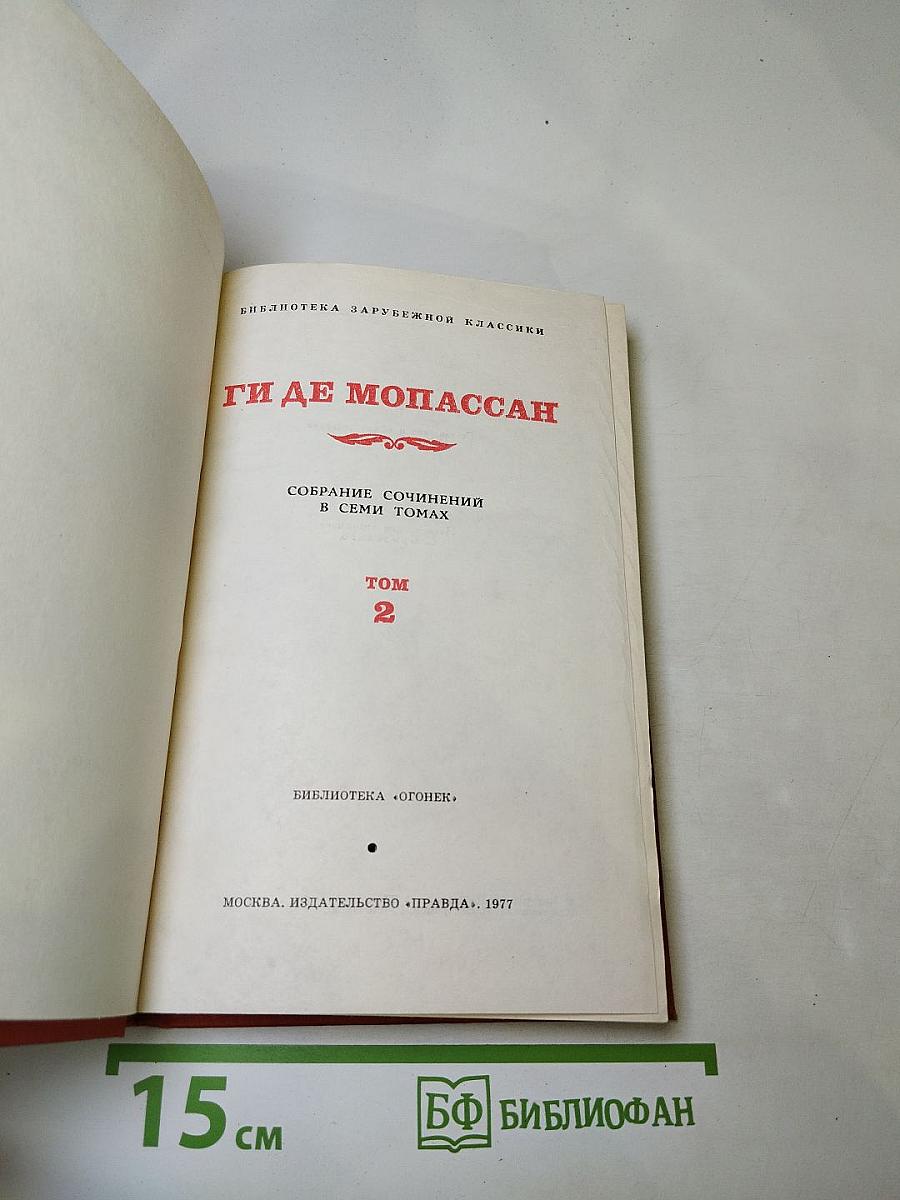 БИБЛИОТЕКА ЗАРУБЕЖНОЙ КЛАССИКИ
ГИ ДЕ МОПАССАН
СОБРАНИЕ СОЧИНЕНИЙ
В СЕМИ ТОМАХ
ТОМ
2
БИБЛИОТЕКА «ОГОНЕК»
МОСКВА. ИЗДАТЕЛЬСТВО «ПРАВДА». 1977
15 см
БФ БИБЛИОФАН